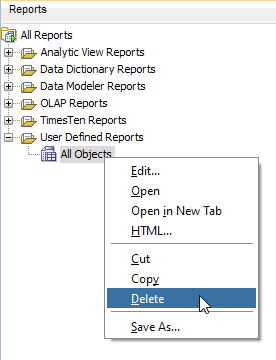 Reports
All Reports
Analytic View Reports
Data Dictionary Reports
Data Modeler Reports
OLAP Reports
TimesTen Reports
User Defined Reports
All Objects
Edit...
Open
Open in New Tab
HTML...
Cut
Copy
Delete
Save As...